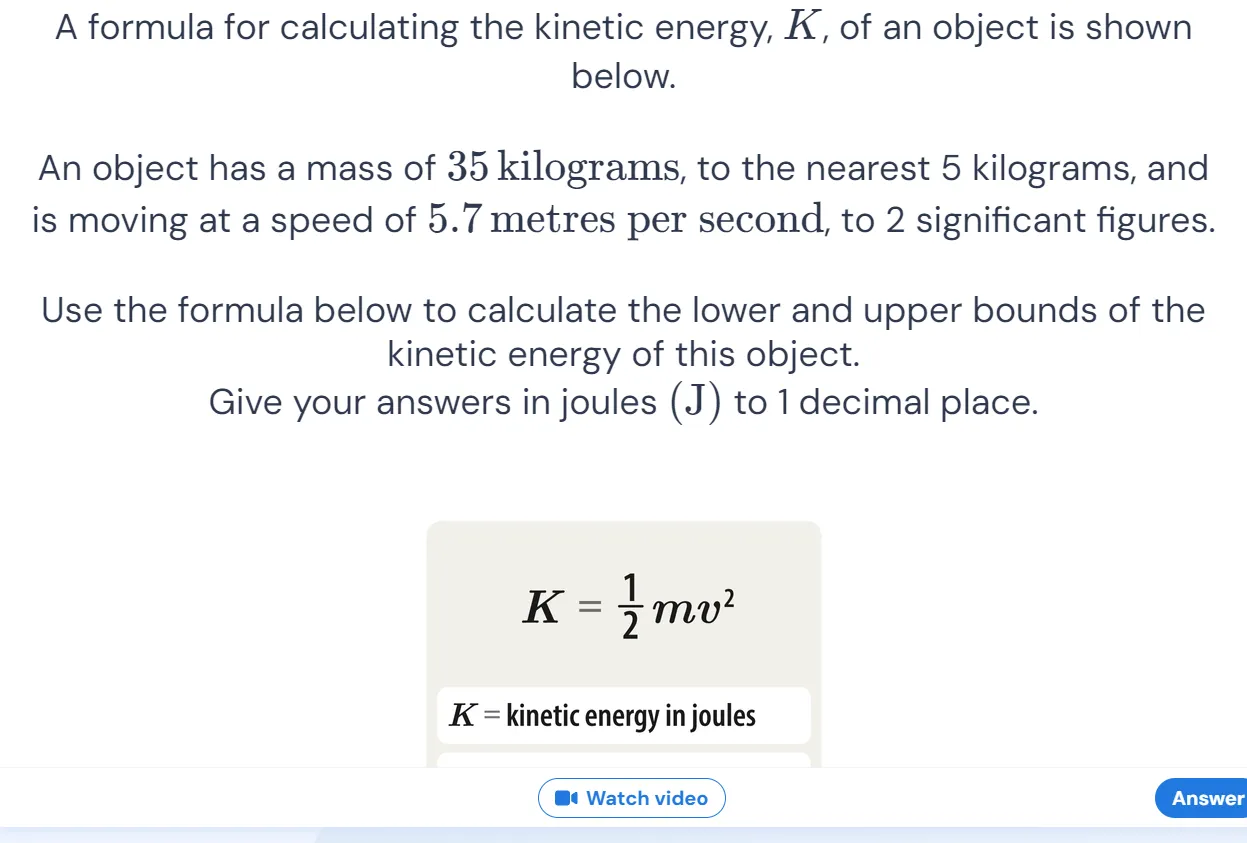 A formula for calculating the kinetic energy, K, of an object is shown
below.
An object has a mass of 35 kilograms, to the nearest 5 kilograms, and
is moving at a speed of 5.7 metres per second, to 2 significant figures.
Use the formula below to calculate the lower and upper bounds of the
kinetic energy of this object.
Give your answers in joules (J) to 1 decimal place.
K = 1/2 mv²
K = kinetic energy in joules
Watch video
Answer